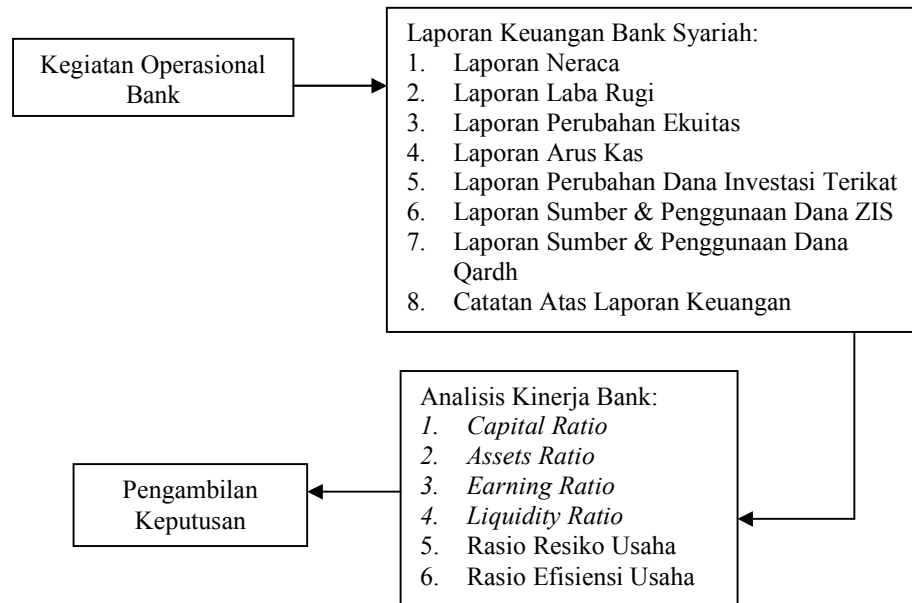 Kegiatan Operasional
Bank
Laporan Keuangan Bank Syariah:
1. Laporan Neraca
2. Laporan Laba Rugi
3. Laporan Perubahan Ekuitas
4. Laporan Arus Kas
5. Laporan Perubahan Dana Investasi Terikat
6. Laporan Sumber & Penggunaan Dana ZIS
7. Laporan Sumber & Penggunaan Dana
Qardh
8. Catatan Atas Laporan Keuangan
Analisis Kinerja Bank:
1. Capital Ratio
2. Assets Ratio
3. Earning Ratio
4. Liquidity Ratio
5. Rasio Resiko Usaha
6. Rasio Efisiensi Usaha
Pengambilan
Keputusan